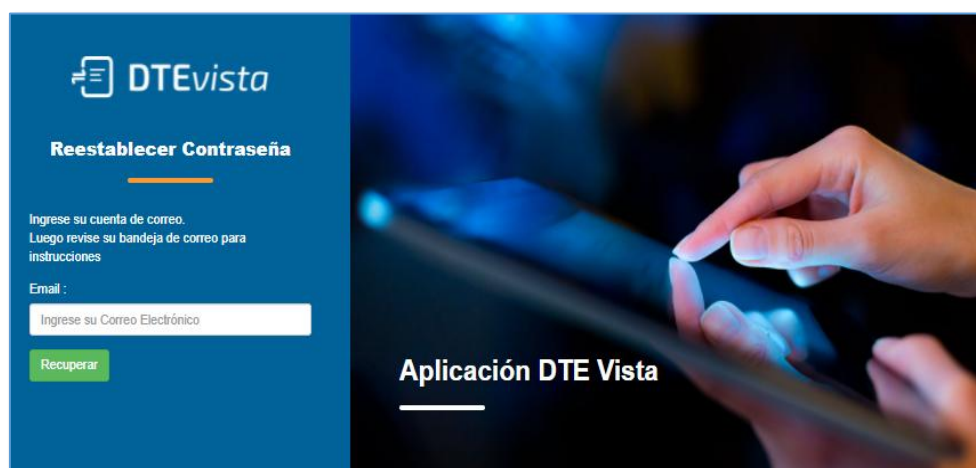 DTEvista
Reestablecer Contraseña
Ingrese su cuenta de correo.
Luego revise su bandeja de correo para
instrucciones
Email :
Ingrese su Correo Electrónico
Recuperar
Aplicación DTE Vista